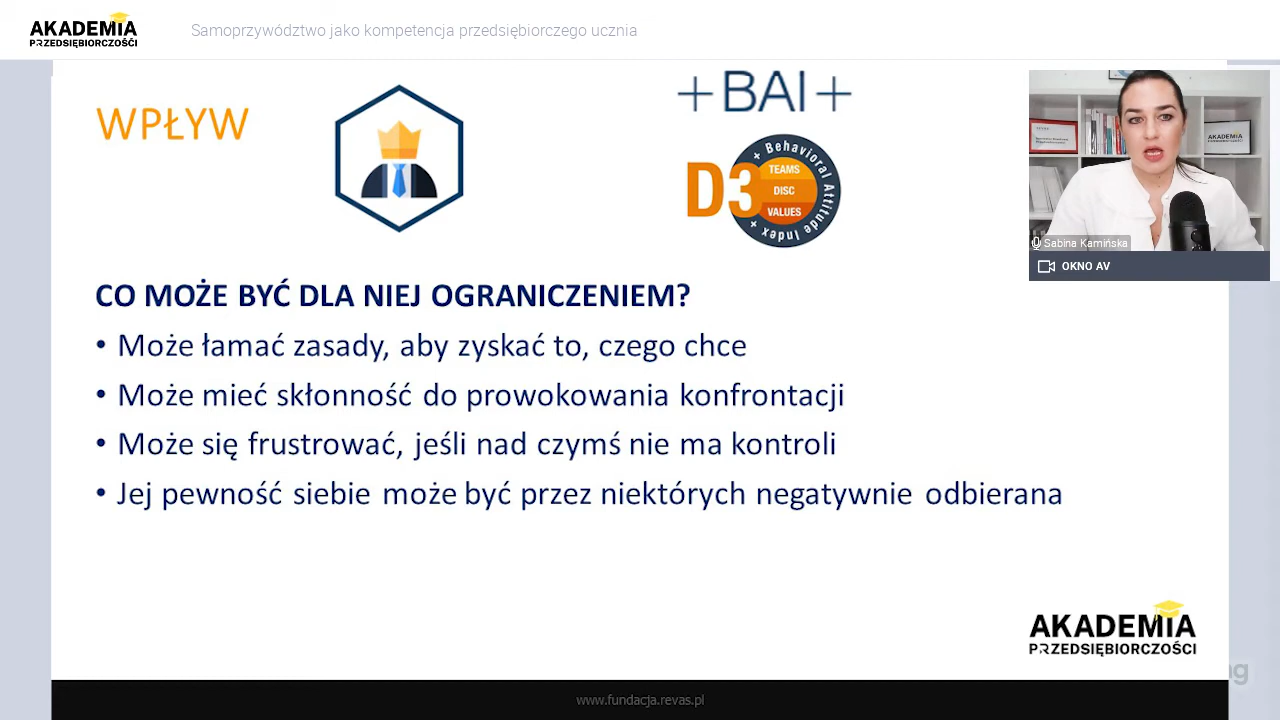 AKADEMIA
PRZEDSIĘBIORCZOŚCI
Samoprzywództwo jako kompetencja przedsiębiorczego ucznia
WPŁYW
+BAI+
D3
+ Behavioral Attitude Index +
TEAMS
DISC
VALUES
AKADEMIA
Sabina Kamińska
OKNO AV
CO MOŻE BYĆ DLA NIEJ OGRANICZENIEM?
• Może łamać zasady, aby zyskać to, czego chce
• Może mieć skłonność do prowokowania konfrontacji
• Może się frustrować, jeśli nad czymś nie ma kontroli
• Jej pewność siebie może być przez niektórych negatywnie odbierana
AKADEMIA
PRZEDSIĘBIORCZOŚCI
www.fundacja.revas.pl